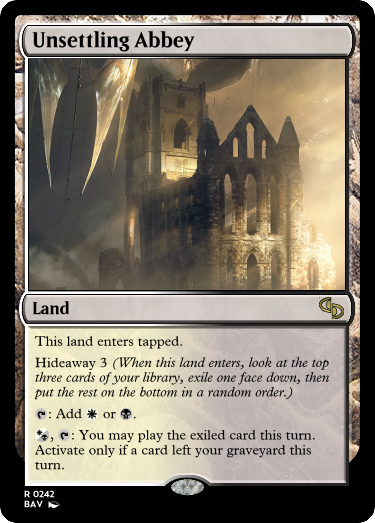 Unsettling Abbey
Land
This land enters tapped.
Hideaway 3 (When this land enters, look at the top
three cards of your library, exile one face down, then
put the rest on the bottom in a random order.)
: Add or .
, : You may play the exiled card this turn.
Activate only if a card left your graveyard this
turn.
R 0242
BAV